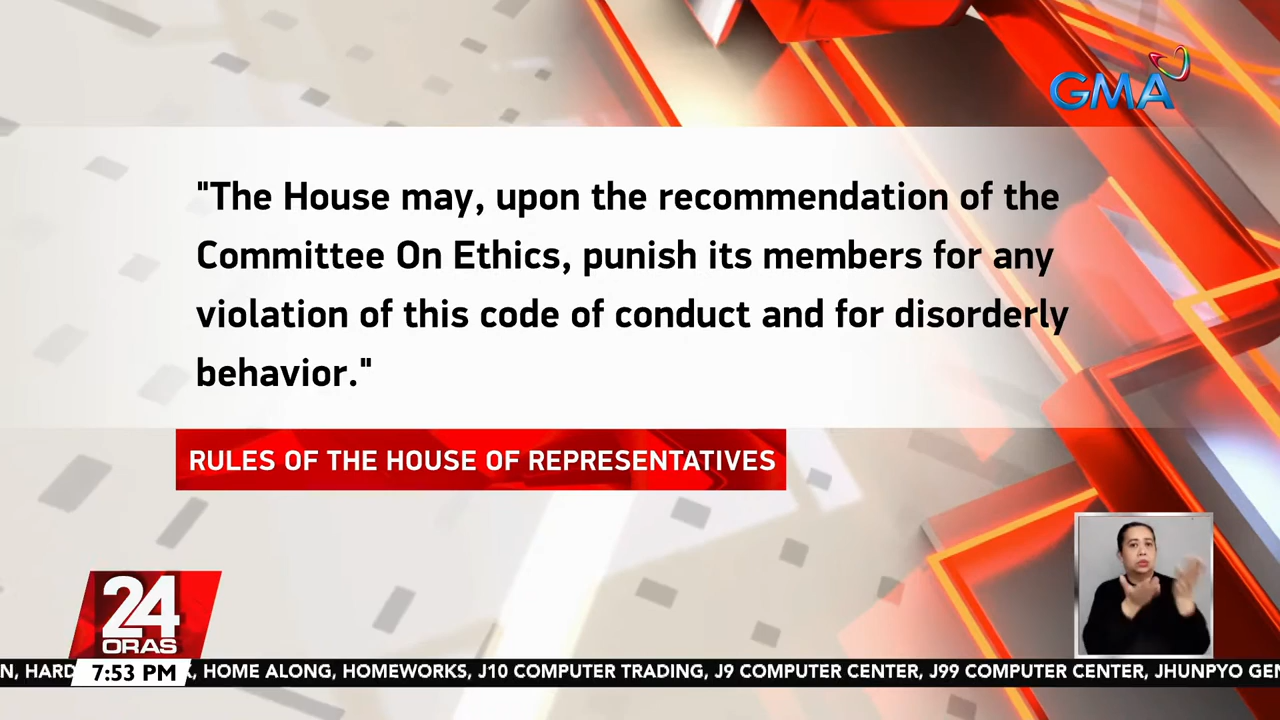 GMA
"The House may, upon the recommendation of the
Committee On Ethics, punish its members for any
violation of this code of conduct and for disorderly
behavior."
RULES OF THE HOUSE OF REPRESENTATIVES
24
ORAS
7:53 PM
HOME ALONG, HOMEWORKS, J10 COMPUTER TRADING, J9 COMPUTER CENTER, J99 COMPUTER CENTER, JHUNPYO GEN